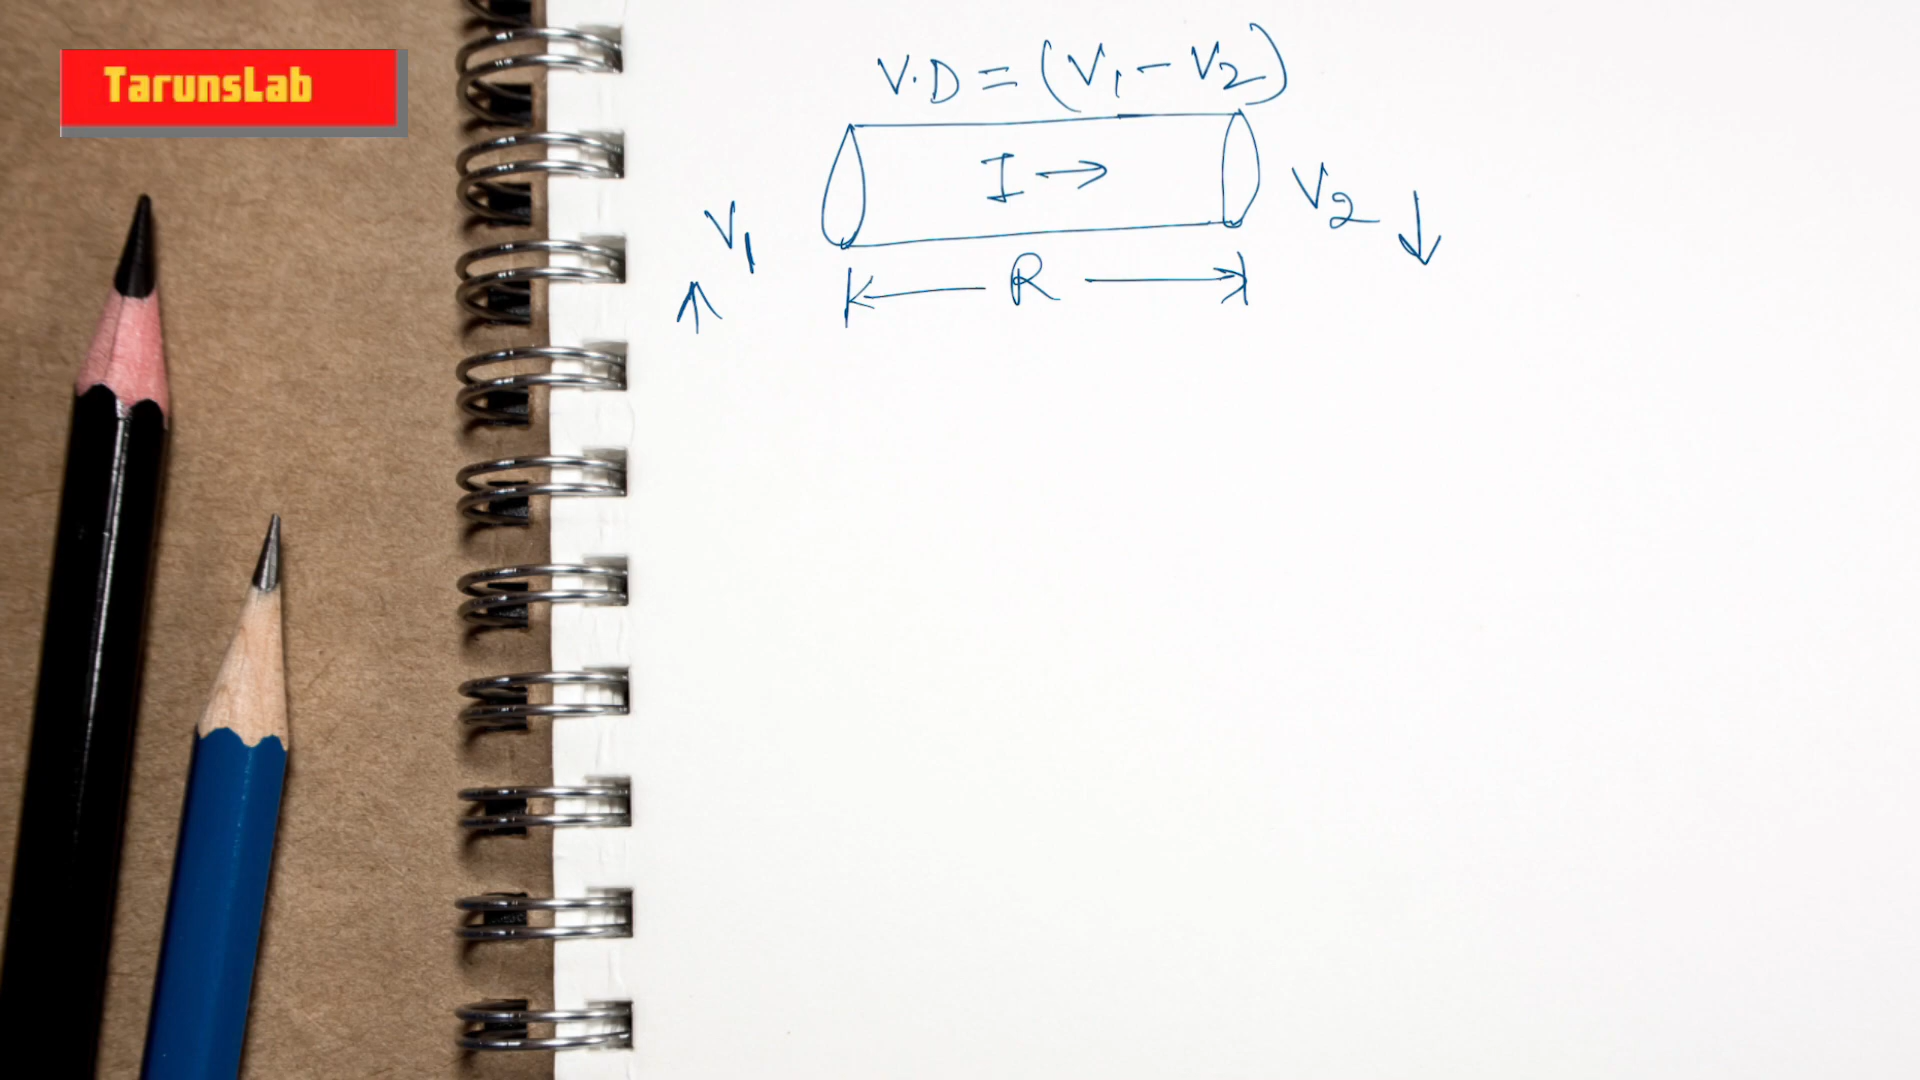 TarunsLab
V.D = (V1 - V2)
I →
V1
V2 ↓
↑
R